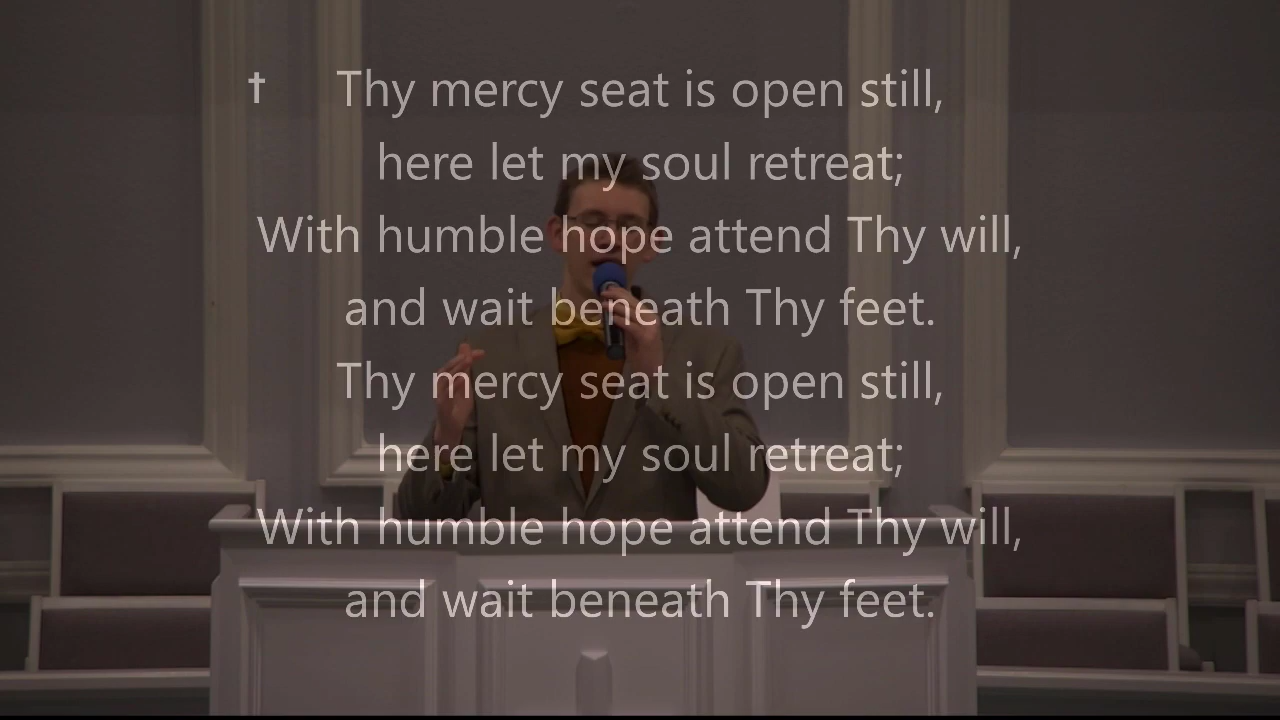 ✝ Thy mercy seat is open still,
here let my soul retreat;
With humble hope attend Thy will,
and wait beneath Thy feet.
Thy mercy seat is open still,
here let my soul retreat;
With humble hope attend Thy will,
and wait beneath Thy feet.